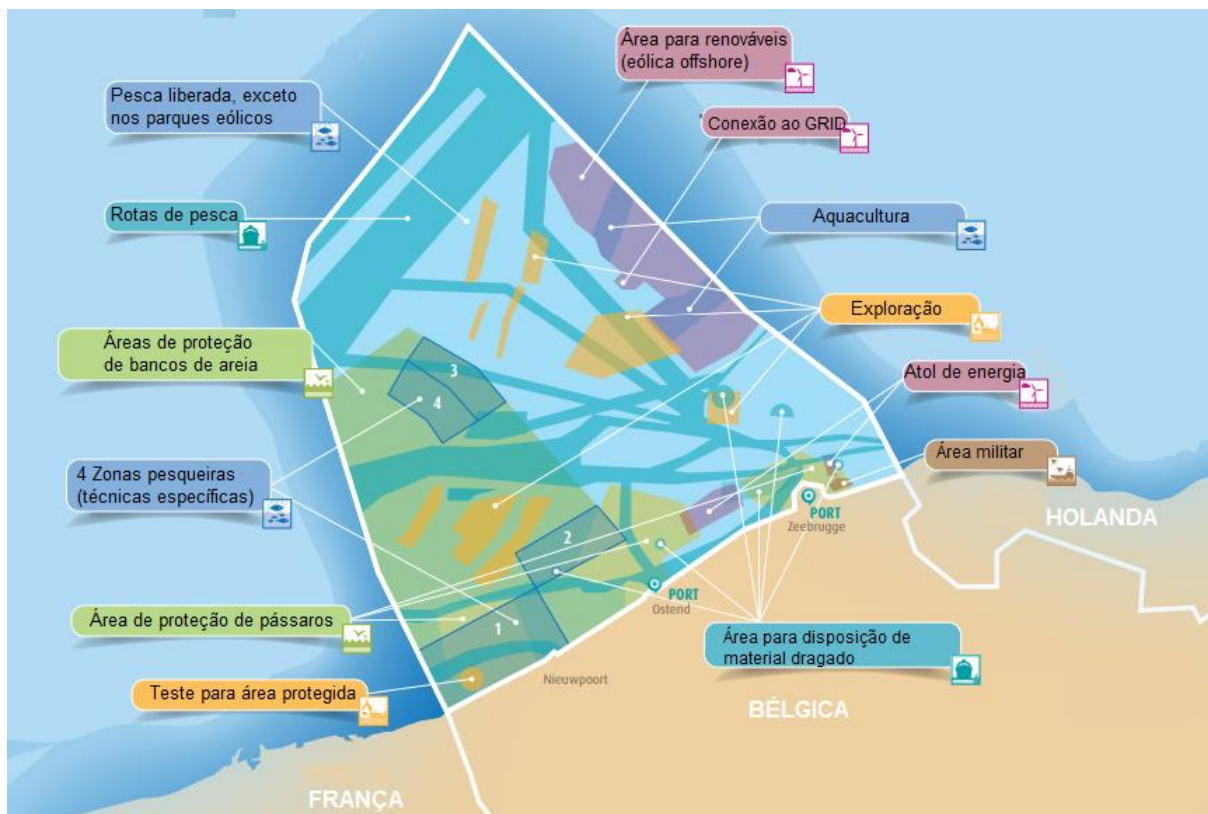 Área para renováveis
(eólica offshore)
Pesca liberada, exceto
nos parques eólicos
Conexão ao GRID
Rotas de pesca
Aquacultura
Exploração
Áreas de proteção
de bancos de areia
3
4
Atol de energia
4 Zonas pesqueiras
(técnicas específicas)
Área militar
PORT
Zeebrugge
HOLANDA
2
PORT
Ostend
Área de proteção de pássaros
1
Área para disposição de
material dragado
Nieuwpoort
Teste para área protegida
BÉLGICA
FRANÇA